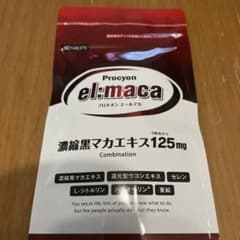 Procyon
el:maca
プロキオン エールマカ
濃縮黒マカエキス125mg
Combination
濃縮黒マカエキス
還元型ウコンエキス
セレン
L-シトルリン
亜鉛
You see, in life, lots of people know what to do,
but few people actually do what they know.